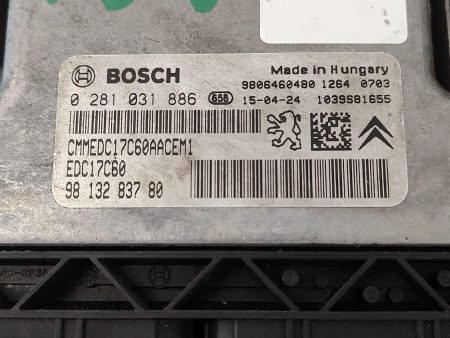 BOSCH
Made in Hungary
9806460480 1264 0703
0 281 031 886 658 15-04-24 1039S81655
CMMEDC17C60AACEM1
EDC17C60
98 132 837 80